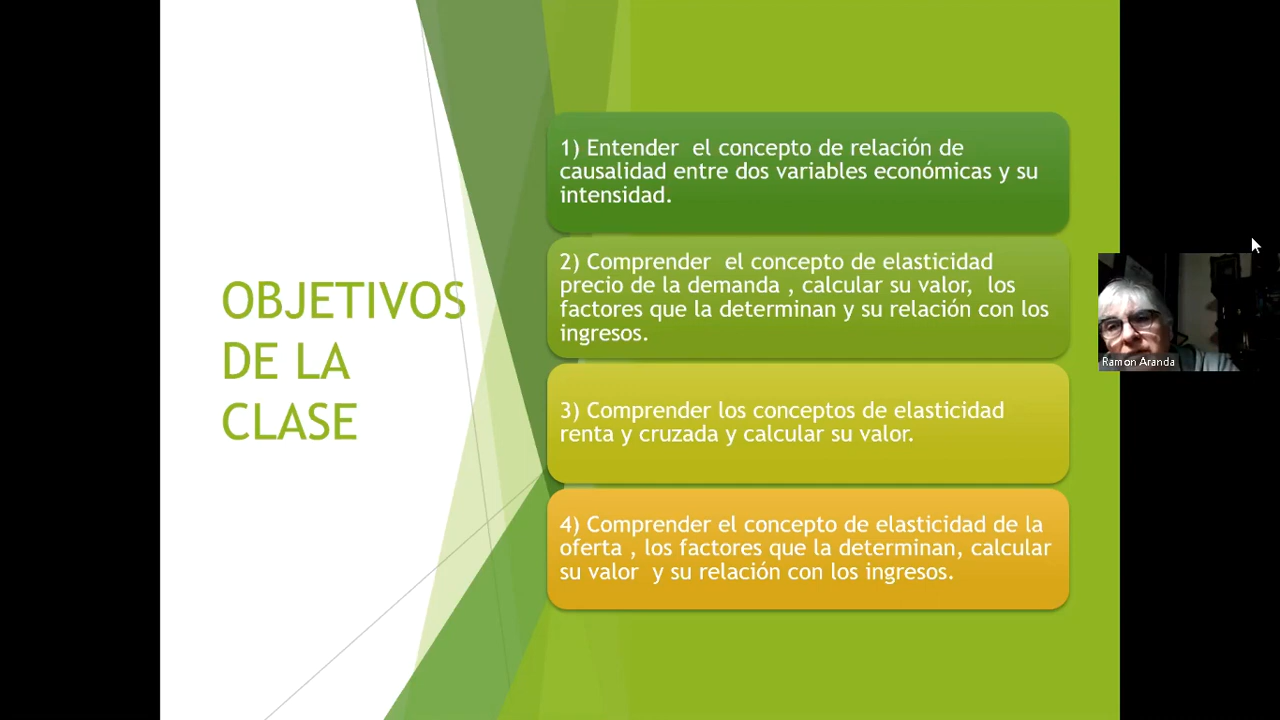 OBJETIVOS
DE LA
CLASE
1) Entender  el concepto de relación de
causalidad entre dos variables económicas y su
intensidad.
2) Comprender  el concepto de elasticidad
precio de la demanda , calcular su valor,  los
factores que la determinan y su relación con los
ingresos.
3) Comprender los conceptos de elasticidad
renta y cruzada y calcular su valor.
4) Comprender el concepto de elasticidad de la
oferta , los factores que la determinan, calcular
su valor  y su relación con los ingresos.
Ramon Aranda